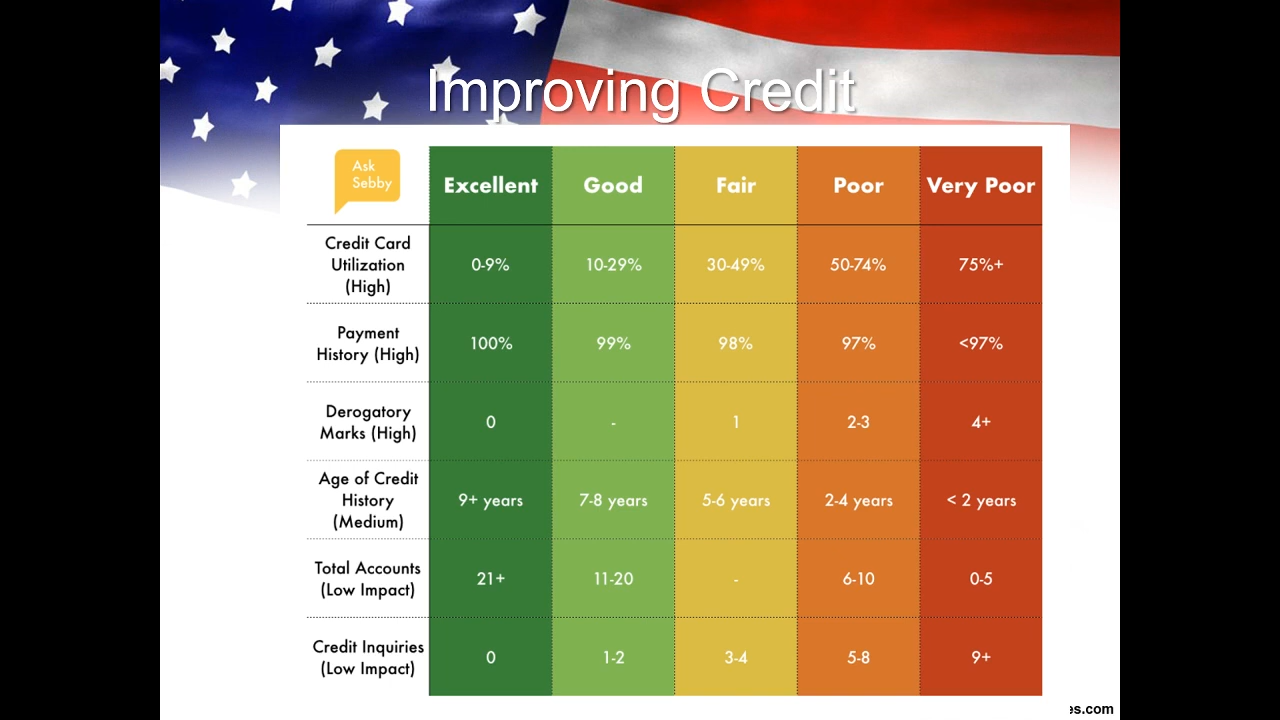 Improving Credit
Ask
Sebby
Excellent Good Fair Poor Very Poor
Credit Card
Utilization
(High)
0-9% 10-29% 30-49% 50-74% 75%+
Payment
History (High)
100% 99% 98% 97% <97%
Derogatory
Marks (High)
0 - 1 2-3 4+
Age of Credit
History
(Medium)
9+ years 7-8 years 5-6 years 2-4 years < 2 years
Total Accounts
(Low Impact)
21+ 11-20 - 6-10 0-5
Credit Inquiries
(Low Impact)
0 1-2 3-4 5-8 9+
es.com